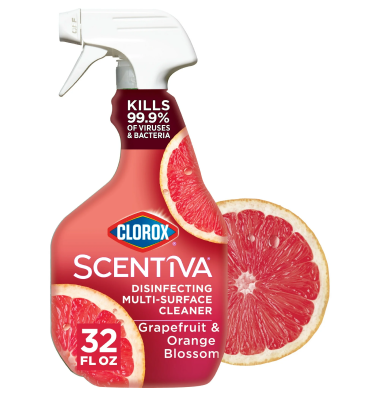 KILLS
99.9%
OF VIRUSES
& BACTERIA
CLOROX
SCENTIVA®
DISINFECTING
MULTI-SURFACE
CLEANER
Grapefruit &
Orange
Blossom
32
FL OZ